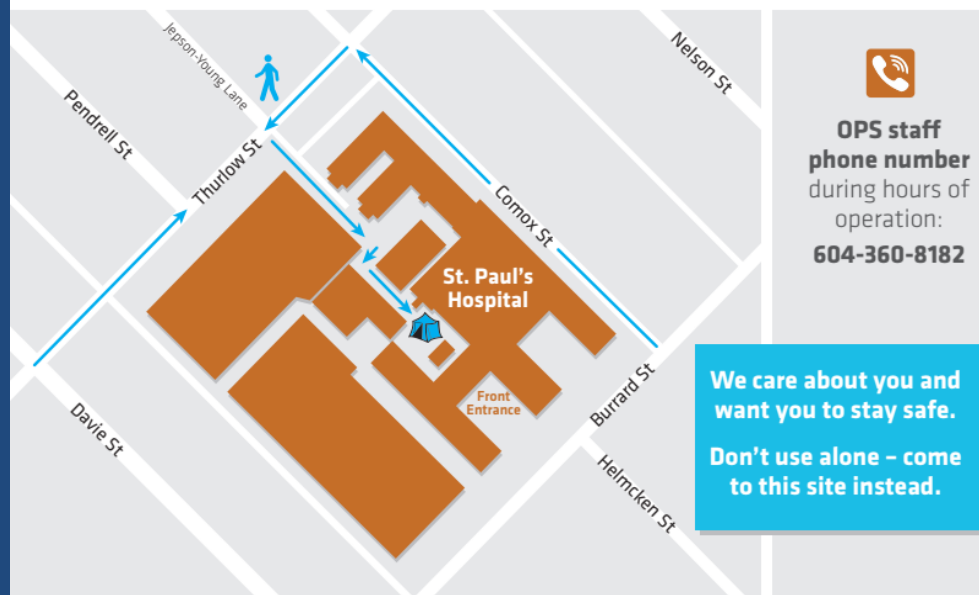 Jepson-Young Lane
Nelson St
Pendrell St
Thurlow St
Comox St
St. Paul's
Hospital
Front
Entrance
Burrard St
Davie St
Helmcken St
OPS staff
phone number
during hours of
operation:
604-360-8182
We care about you and
want you to stay safe.
Don't use alone – come
to this site instead.